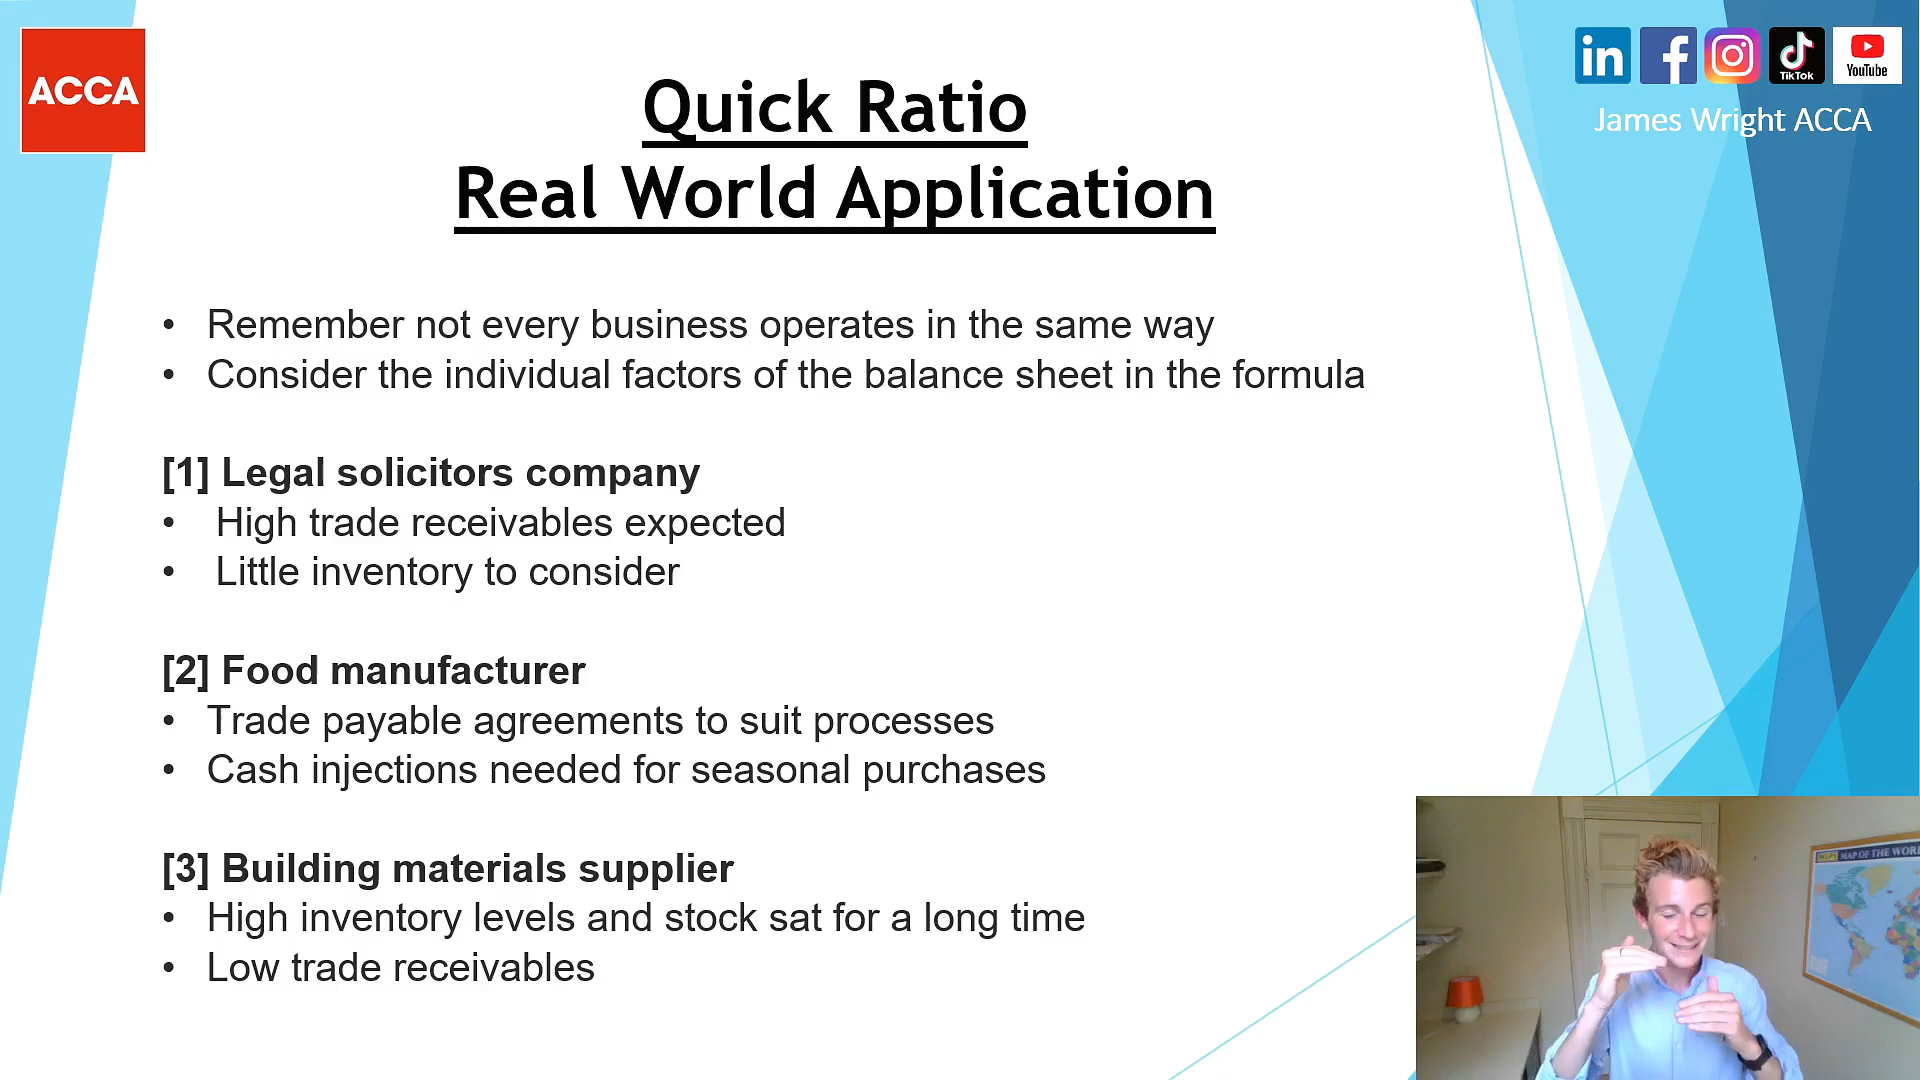 ACCA
in f TikTok YouTube
James Wright ACCA
Quick Ratio
Real World Application
• Remember not every business operates in the same way
• Consider the individual factors of the balance sheet in the formula
[1] Legal solicitors company
• High trade receivables expected
• Little inventory to consider
[2] Food manufacturer
• Trade payable agreements to suit processes
• Cash injections needed for seasonal purchases
[3] Building materials supplier
• High inventory levels and stock sat for a long time
• Low trade receivables
MAP OF THE WORL